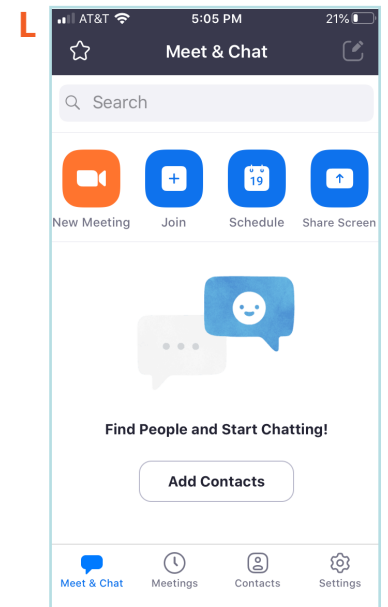 L
AT&T 5:05 PM 21%
Meet & Chat
Search
19
New Meeting Join Schedule Share Screen
Find People and Start Chatting!
Add Contacts
Meet & Chat Meetings Contacts Settings